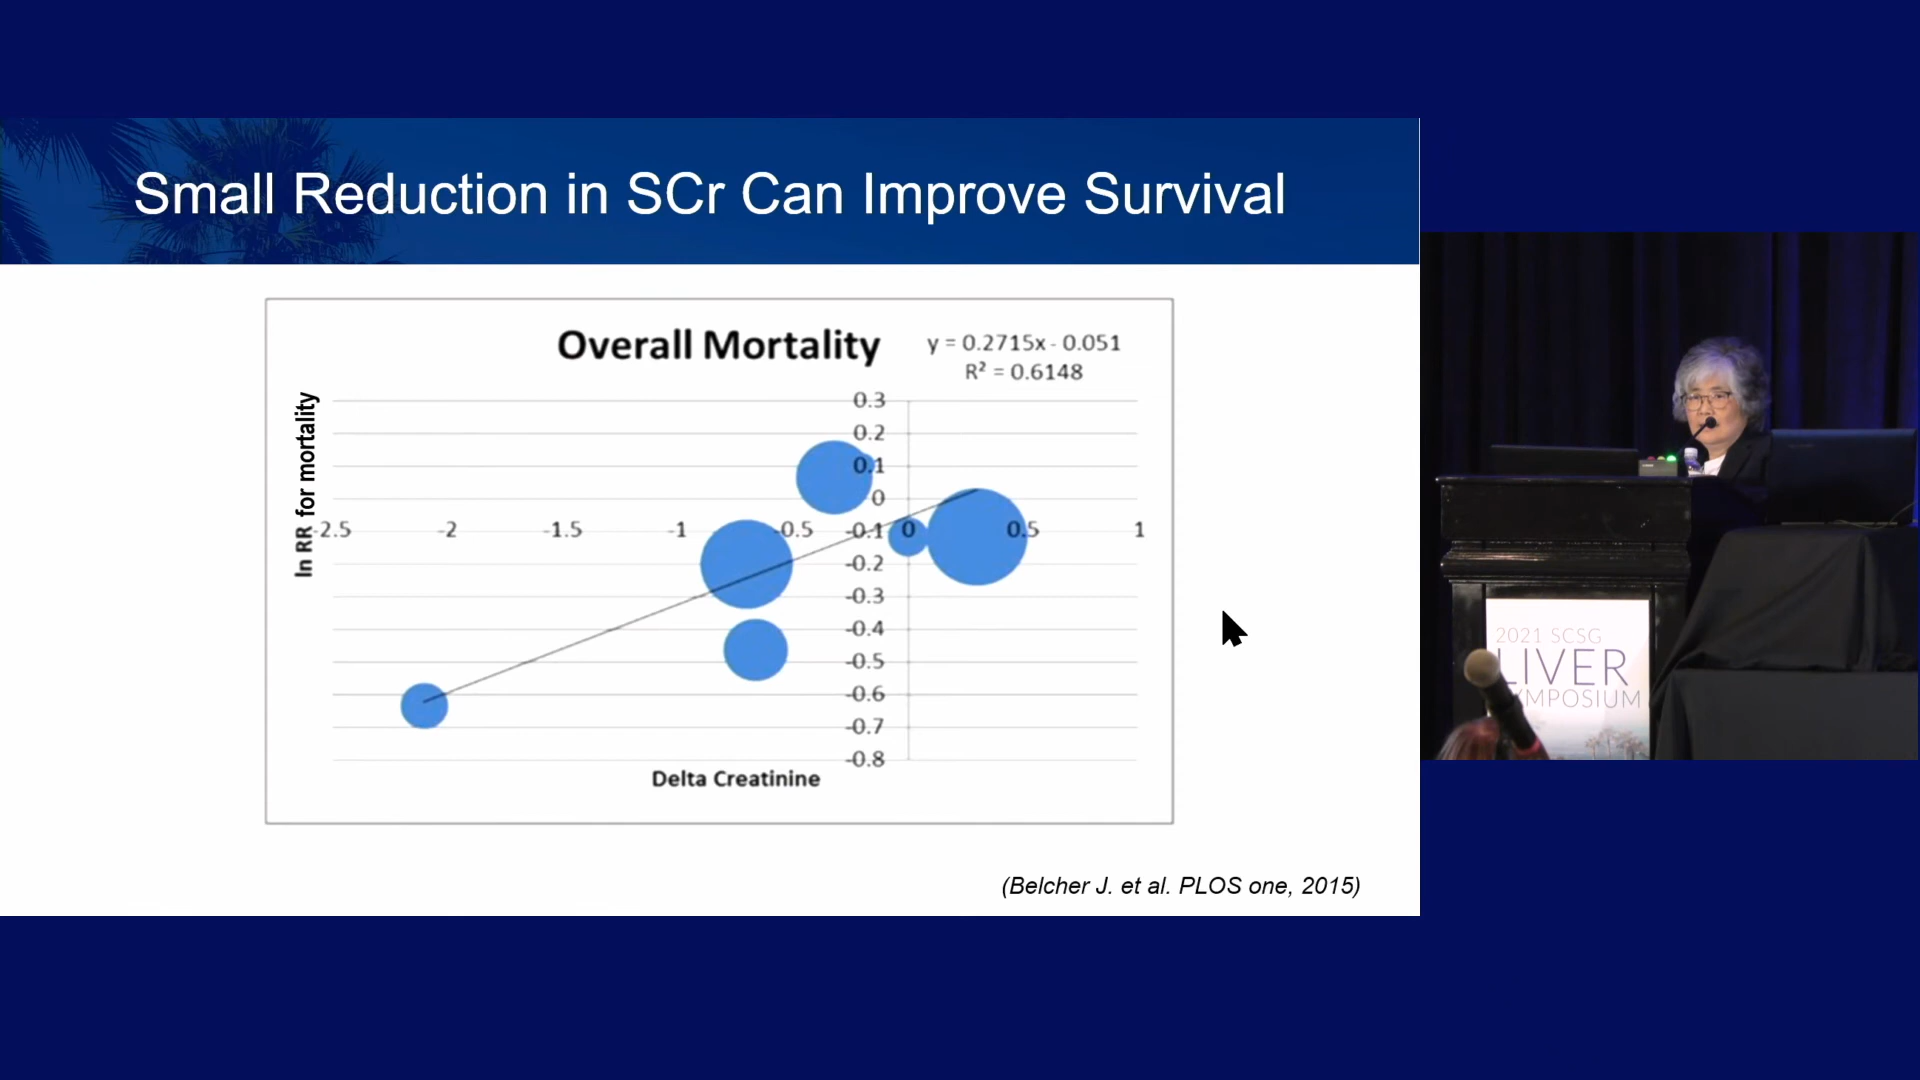 Small Reduction in SCr Can Improve Survival
Overall Mortality
y = 0.2715x - 0.051
R² = 0.6148
ln RR for mortality
0.3
0.2
0.1
0
-2.5 -2 -1.5 -1 -0.5 -0.1 0 0.5 1
-0.2
-0.3
-0.4
-0.5
-0.6
-0.7
-0.8
Delta Creatinine
(Belcher J. et al. PLOS one, 2015)
2021 SCSG
LIVER
YMPOSIUM